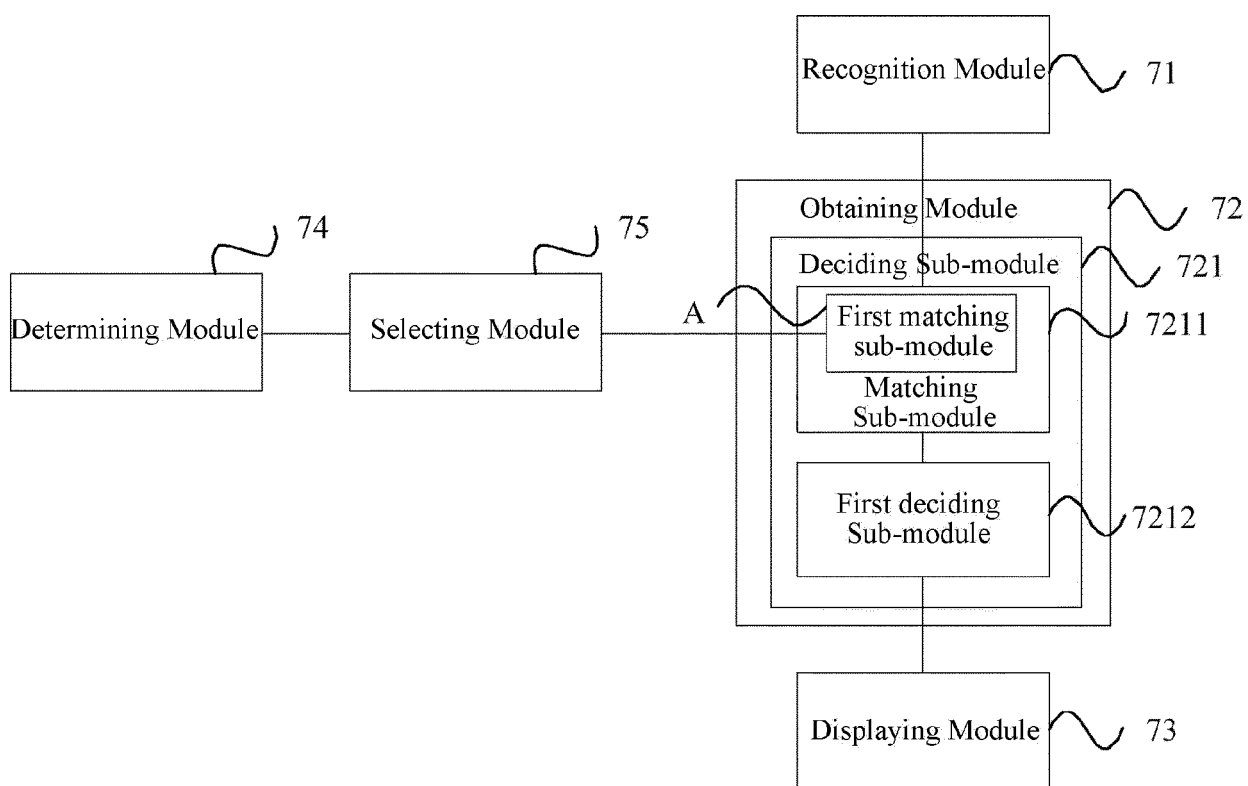 Recognition Module
71
Obtaining Module
72
74
75
Deciding Sub-module
721
Determining Module
Selecting Module
A
First matching
sub-module
7211
Matching
Sub-module
First deciding
Sub-module
7212
Displaying Module
73